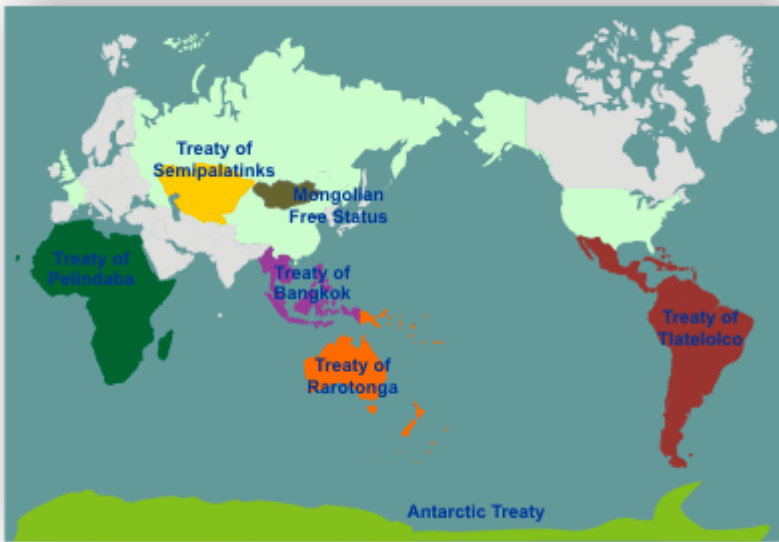 Treaty of
Semipalatinks
Mongolian
Free Status
Treaty of
Pelindaba
Treaty of
Bangkok
Treaty of
Tlatelolco
Treaty of
Rarotonga
Antarctic Treaty